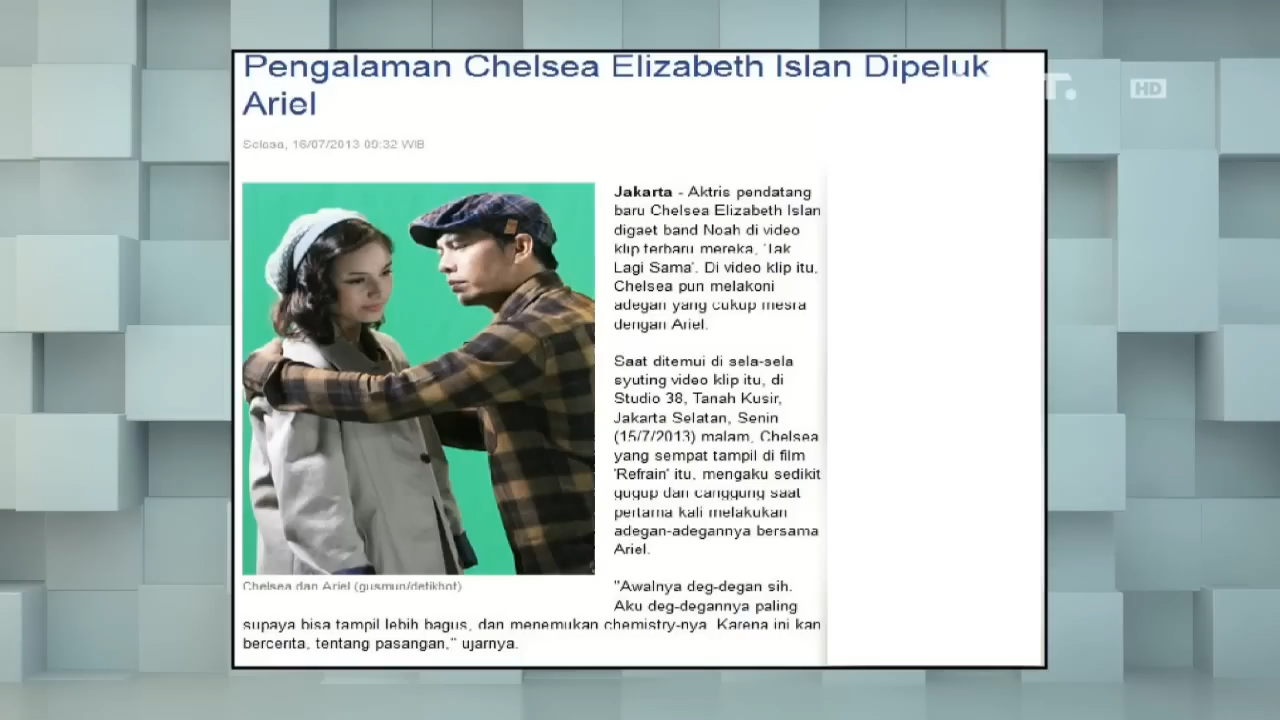 Pengalaman Chelsea Elizabeth Islan Dipeluk
Ariel
T.
HD
Selasa, 16/07/2013 09:32 WIB
Jakarta - Aktris pendatang
baru Chelsea Elizabeth Islan
digaet band Noah di video
klip terbaru mereka, 'Tak
Lagi Sama'. Di video klip itu,
Chelsea pun melakoni
adegan yang cukup mesra
dengan Ariel.
Saat ditemui di sela-sela
syuting video klip itu, di
Studio 38, Tanah Kusir,
Jakarta Selatan, Senin
(15/7/2013) malam, Chelsea
yang sempat tampil di film
'Refrain' itu, mengaku sedikit
gugup dan canggung saat
pertama kali melakukan
adegan-adegannya bersama
Ariel.
Chelsea dan Ariel (gusmun/detikhot)
"Awalnya deg-degan sih.
Aku deg-degannya paling
supaya bisa tampil lebih bagus, dan menemukan chemistry-nya. Karena ini kan
bercerita, tentang pasangan," ujarnya.